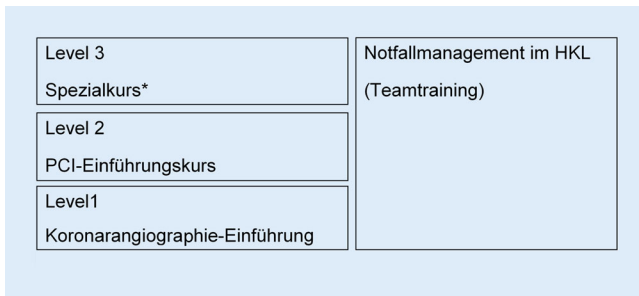 Level 3
Spezialkurs*
Level 2
PCI-Einführungskurs
Level1
Koronarangiographie-Einführung
Notfallmanagement im HKL
(Teamtraining)